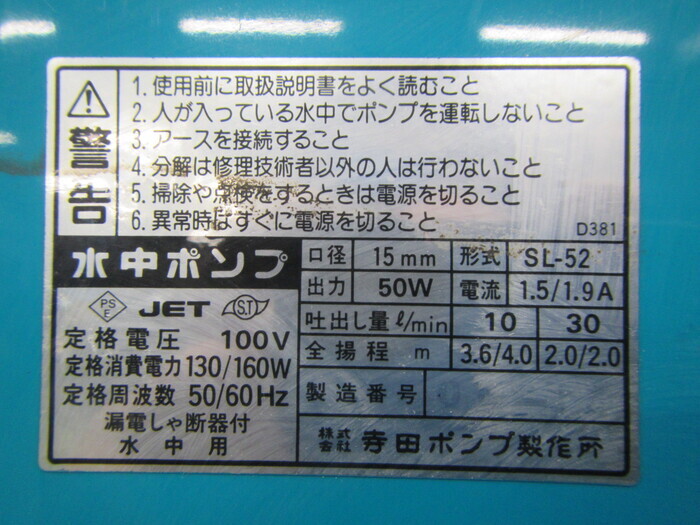 警告
1. 使用前に取扱説明書をよく読むこと
2. 人が入っている水中でポンプを運転しないこと
3. アースを接続すること
4. 分解は修理技術者以外の人は行わないこと
5. 掃除や点検をするときは電源を切ること
6. 異常時はすぐに電源を切ること
D381
水中ポンプ
PS E JET S.T
定格電圧 100V
定格消費電力 130/160W
定格周波数 50/60Hz
漏電しゃ断器付
水中用
口径 15mm 形式 SL-52
出力 50W 電流 1.5/1.9A
吐出し量 ℓ/min 10 30
全揚程 m 3.6/4.0 2.0/2.0
製造番号
株式会社 寺田ポンプ製作所